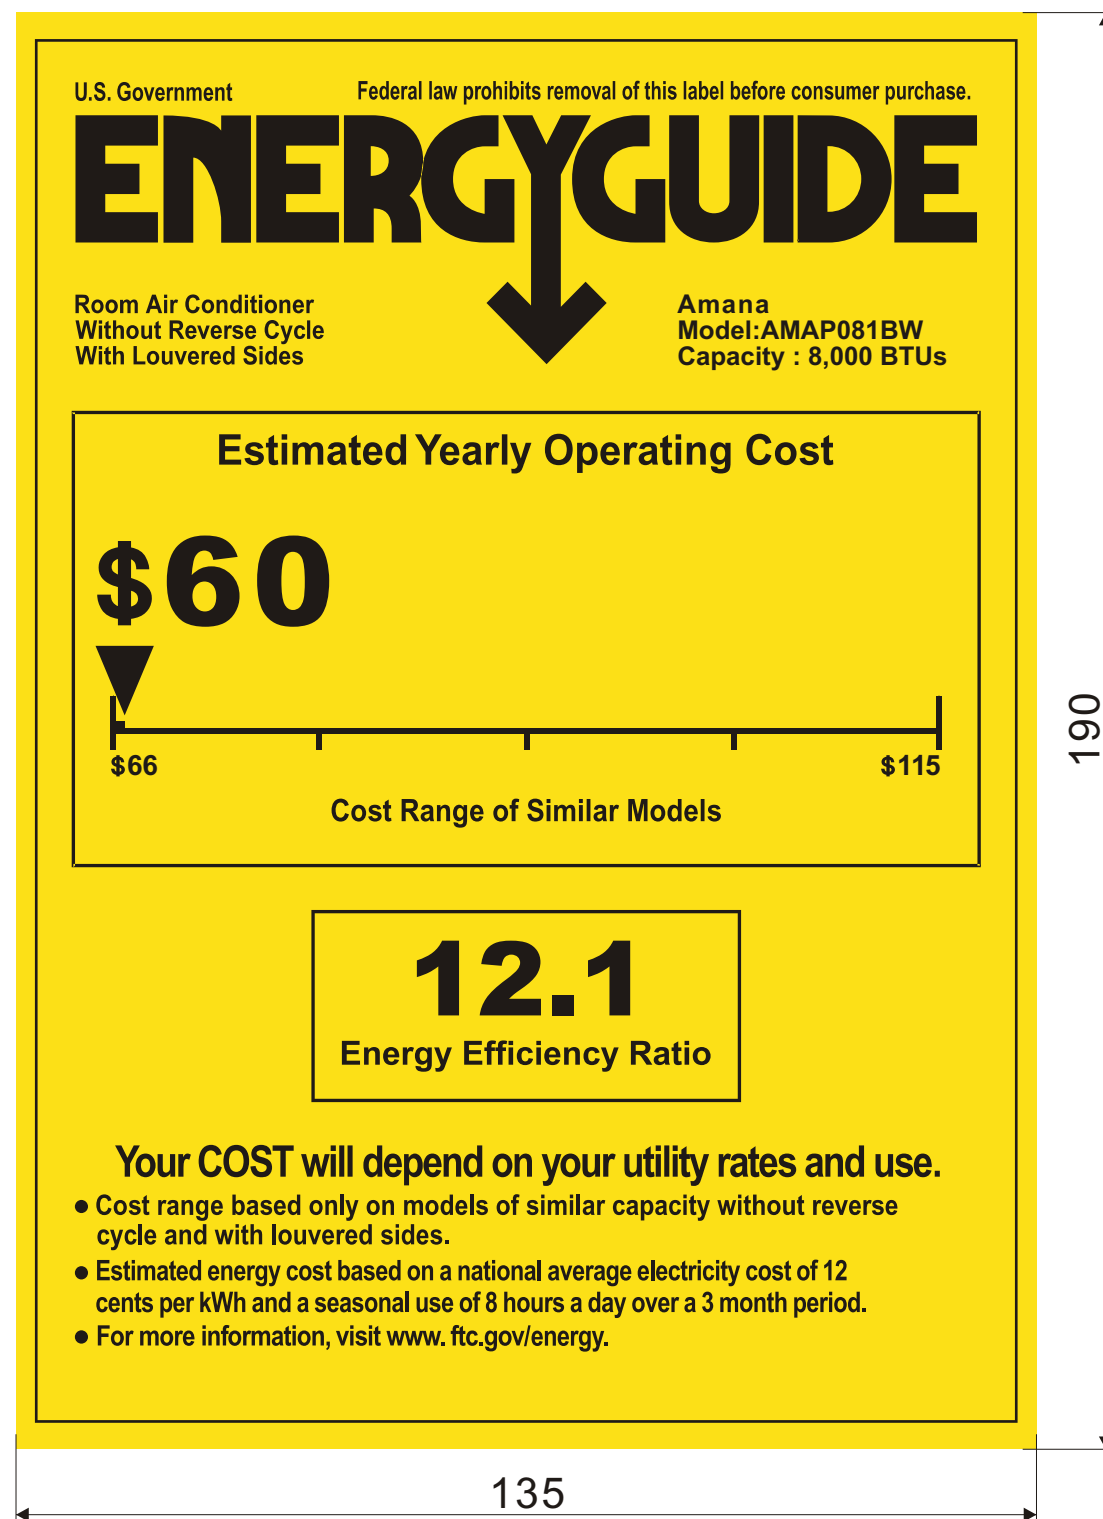 U.S. Government
Federal law prohibits removal of this label before consumer purchase.
ENERGYGUIDE
Room Air Conditioner
Without Reverse Cycle
With Louvered Sides
Amana
Model:AMAP081BW
Capacity : 8,000 BTUs
Estimated Yearly Operating Cost
$60
$66
$115
Cost Range of Similar Models
12.1
Energy Efficiency Ratio
Your COST will depend on your utility rates and use.
● Cost range based only on models of similar capacity without reverse
cycle and with louvered sides.
● Estimated energy cost based on a national average electricity cost of 12
cents per kWh and a seasonal use of 8 hours a day over a 3 month period.
● For more information, visit www. ftc.gov/energy.
190
135